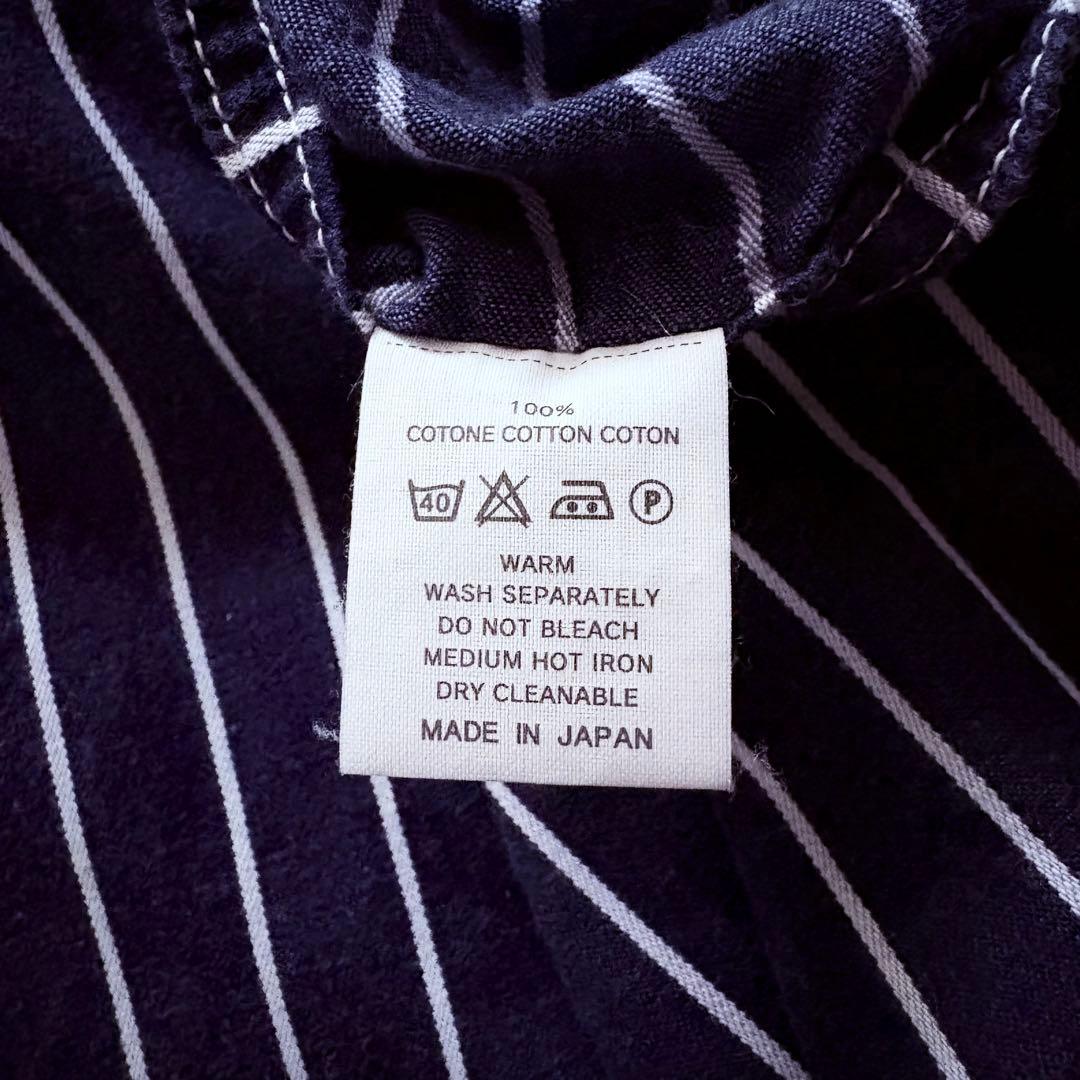 100%
COTONE COTTON COTON
40 P
WARM
WASH SEPARATELY
DO NOT BLEACH
MEDIUM HOT IRON
DRY CLEANABLE
MADE IN JAPAN